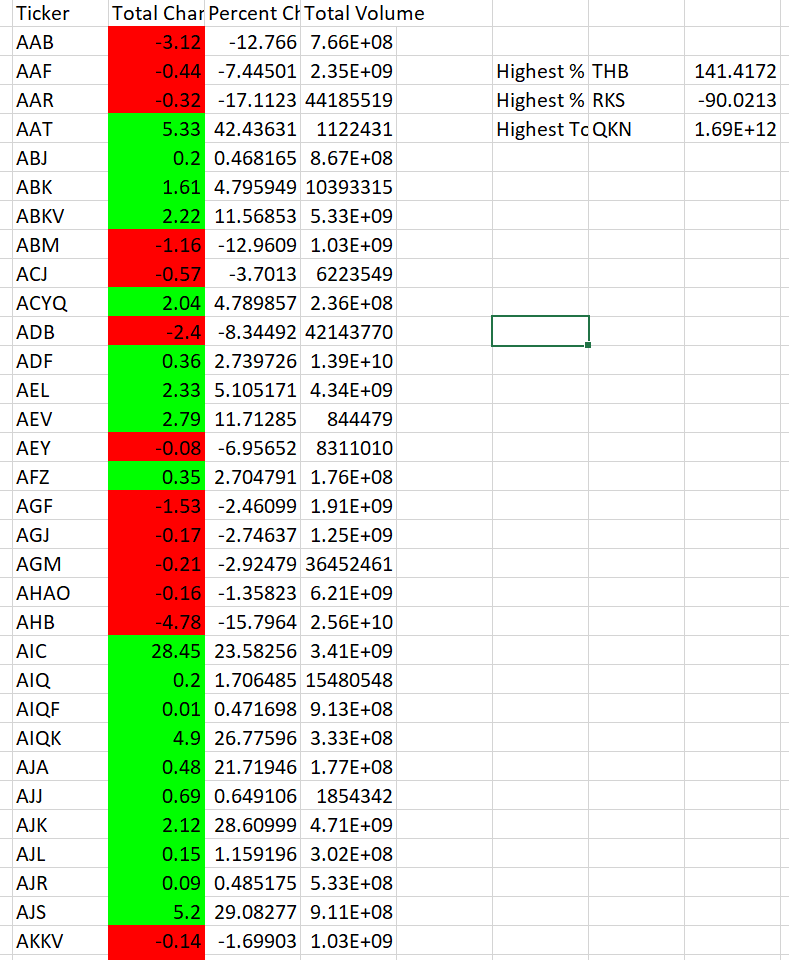 Ticker Total Char Percent Ch Total Volume
AAB -3.12 -12.766 7.66E+08
AAF -0.44 -7.44501 2.35E+09 Highest % THB 141.4172
AAR -0.32 -17.1123 44185519 Highest % RKS -90.0213
AAT 5.33 42.43631 1122431 Highest To QKN 1.69E+12
ABJ 0.2 0.468165 8.67E+08
ABK 1.61 4.795949 10393315
ABKV 2.22 11.56853 5.33E+09
ABM -1.16 -12.9609 1.03E+09
ACJ -0.57 -3.7013 6223549
ACYQ 2.04 4.789857 2.36E+08
ADB -2.4 -8.34492 42143770
ADF 0.36 2.739726 1.39E+10
AEL 2.33 5.105171 4.34E+09
AEV 2.79 11.71285 844479
AEY -0.08 -6.95652 8311010
AFZ 0.35 2.704791 1.76E+08
AGF -1.53 -2.46099 1.91E+09
AGJ -0.17 -2.74637 1.25E+09
AGM -0.21 -2.92479 36452461
AHAO -0.16 -1.35823 6.21E+09
AHB -4.78 -15.7964 2.56E+10
AIC 28.45 23.58256 3.41E+09
AIQ 0.2 1.706485 15480548
AIQF 0.01 0.471698 9.13E+08
AIQK 4.9 26.77596 3.33E+08
AJA 0.48 21.71946 1.77E+08
AJJ 0.69 0.649106 1854342
AJK 2.12 28.60999 4.71E+09
AJL 0.15 1.159196 3.02E+08
AJR 0.09 0.485175 5.33E+08
AJS 5.2 29.08277 9.11E+08
AKKV -0.14 -1.69903 1.03E+09